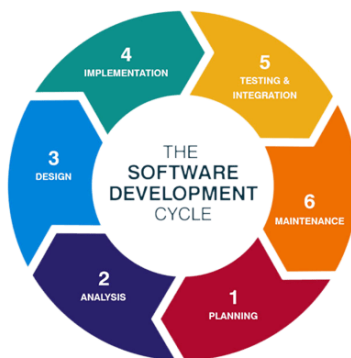 4
IMPLEMENTATION
5
TESTING &
INTEGRATION
3
DESIGN
THE
SOFTWARE
DEVELOPMENT
CYCLE
6
MAINTENANCE
2
ANALYSIS
1
PLANNING